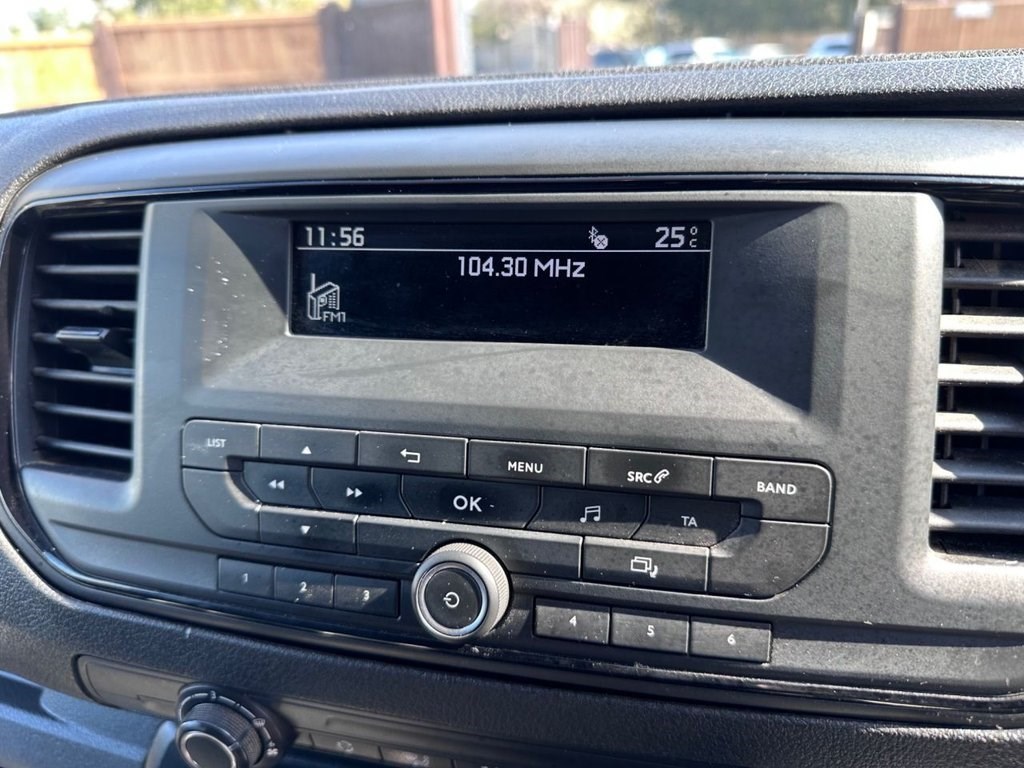 11:56 25°C
104.30 MHz
FM1
LIST MENU SRC BAND
OK TA
1 2 3
4 5 6